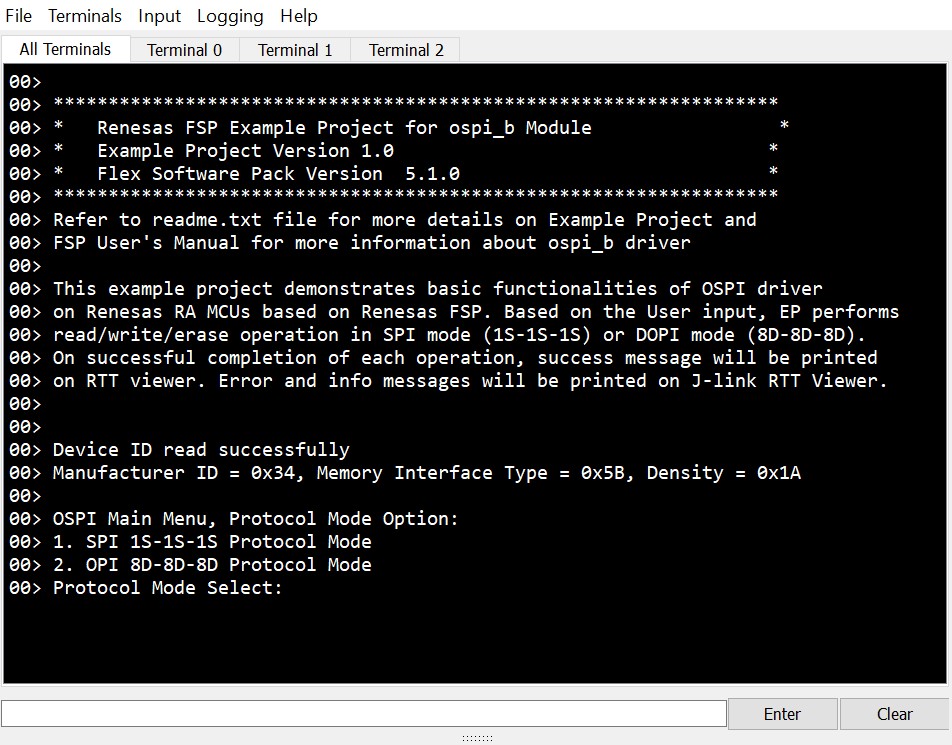 File Terminals Input Logging Help
All Terminals Terminal 0 Terminal 1 Terminal 2
00>
00> ******************************************************************
00> *   Renesas FSP Example Project for ospi_b Module                 *
00> *   Example Project Version 1.0                                  *
00> *   Flex Software Pack Version  5.1.0                            *
00> ******************************************************************
00> Refer to readme.txt file for more details on Example Project and
00> FSP User's Manual for more information about ospi_b driver
00>
00> This example project demonstrates basic functionalities of OSPI driver
00> on Renesas RA MCUs based on Renesas FSP. Based on the User input, EP performs
00> read/write/erase operation in SPI mode (1S-1S-1S) or DOPI mode (8D-8D-8D).
00> On successful completion of each operation, success message will be printed
00> on RTT viewer. Error and info messages will be printed on J-link RTT Viewer.
00>
00>
00> Device ID read successfully
00> Manufacturer ID = 0x34, Memory Interface Type = 0x5B, Density = 0x1A
00>
00> OSPI Main Menu, Protocol Mode Option:
00> 1. SPI 1S-1S-1S Protocol Mode
00> 2. OPI 8D-8D-8D Protocol Mode
00> Protocol Mode Select:
Enter Clear